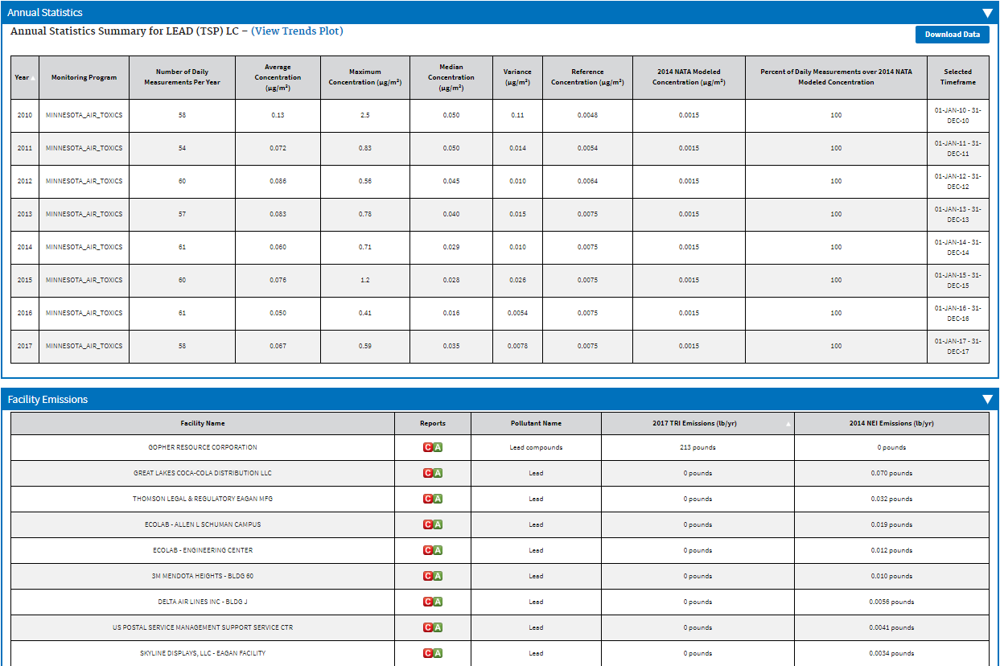 Annual Statistics
Annual Statistics Summary for LEAD (TSP) LC – (View Trends Plot)
Download Data
Year Monitoring Program Number of Daily Measurements Per Year Average Concentration (µg/m³) Maximum Concentration (µg/m³) Median Concentration (µg/m³) Variance (µg/m³) Reference Concentration (µg/m³) 2014 NATA Modeled Concentration (µg/m³) Percent of Daily Measurements over 2014 NATA Modeled Concentration Selected Timeframe
2010 MINNESOTA_AIR_TOXICS 58 0.13 2.5 0.050 0.11 0.0048 0.0015 100 01-JAN-10 - 31-DEC-10
2011 MINNESOTA_AIR_TOXICS 54 0.072 0.83 0.050 0.014 0.0054 0.0015 100 01-JAN-11 - 31-DEC-11
2012 MINNESOTA_AIR_TOXICS 60 0.086 0.56 0.045 0.010 0.0064 0.0015 100 01-JAN-12 - 31-DEC-12
2013 MINNESOTA_AIR_TOXICS 57 0.083 0.78 0.040 0.015 0.0075 0.0015 100 01-JAN-13 - 31-DEC-13
2014 MINNESOTA_AIR_TOXICS 61 0.060 0.71 0.029 0.010 0.0075 0.0015 100 01-JAN-14 - 31-DEC-14
2015 MINNESOTA_AIR_TOXICS 60 0.076 1.2 0.028 0.026 0.0075 0.0015 100 01-JAN-15 - 31-DEC-15
2016 MINNESOTA_AIR_TOXICS 61 0.050 0.41 0.016 0.0054 0.0075 0.0015 100 01-JAN-16 - 31-DEC-16
2017 MINNESOTA_AIR_TOXICS 58 0.067 0.59 0.035 0.0078 0.0075 0.0015 100 01-JAN-17 - 31-DEC-17
Facility Emissions
Facility Name Reports Pollutant Name 2017 TRI Emissions (lb/yr) 2014 NEI Emissions (lb/yr)
GOPHER RESOURCE CORPORATION C A Lead compounds 213 pounds 0 pounds
GREAT LAKES COCA-COLA DISTRIBUTION LLC C A Lead 0 pounds 0.070 pounds
THOMSON LEGAL & REGULATORY EAGAN MFG C A Lead 0 pounds 0.032 pounds
ECOLAB - ALLEN L SCHUMAN CAMPUS C A Lead 0 pounds 0.019 pounds
ECOLAB - ENGINEERING CENTER C A Lead 0 pounds 0.012 pounds
3M MENDOTA HEIGHTS - BLDG 60 C A Lead 0 pounds 0.010 pounds
DELTA AIR LINES INC - BLDG J C A Lead 0 pounds 0.0056 pounds
US POSTAL SERVICE MANAGEMENT SUPPORT SERVICE CTR C A Lead 0 pounds 0.0041 pounds
SKYLINE DISPLAYS, LLC - EAGAN FACILITY C A Lead 0 pounds 0.0034 pounds